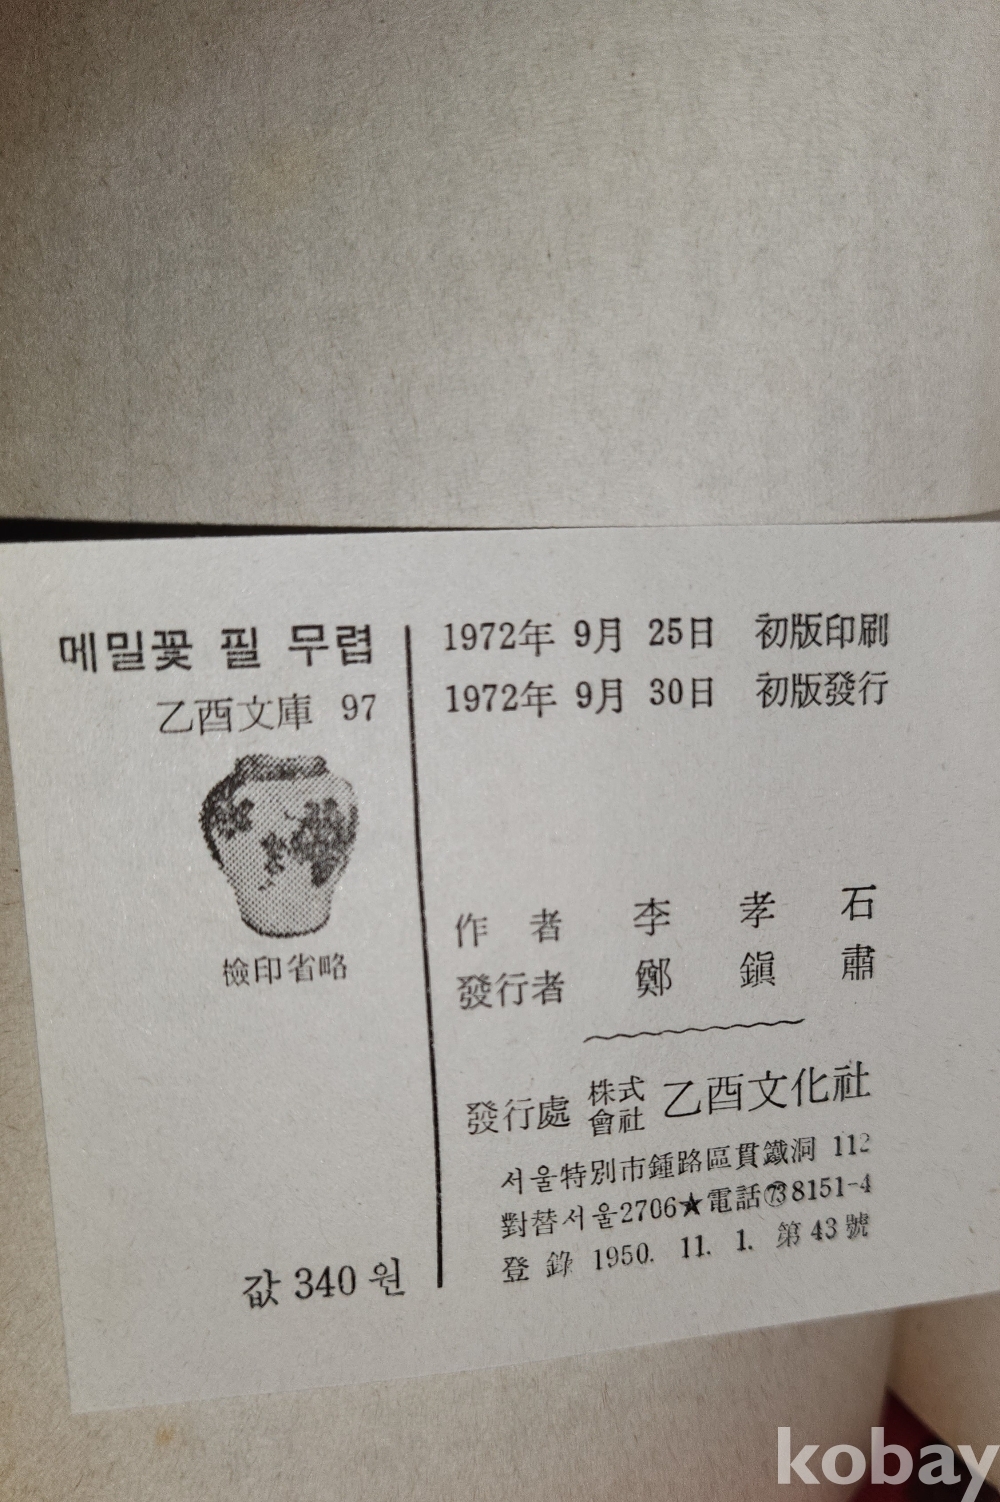 메밀꽃 필 무렵
乙酉文庫 97
檢印省略
값 340 원
1972年 9月 25日 初版印刷
1972年 9月 30日 初版發行
作者 李孝石
發行者 鄭鎭肅
發行處 株式會社 乙酉文化社
서울特別市鍾路區貫鐵洞 112
對替서울2706★電話㉓8151-4
登錄 1950. 11. 1. 第43號
kobay